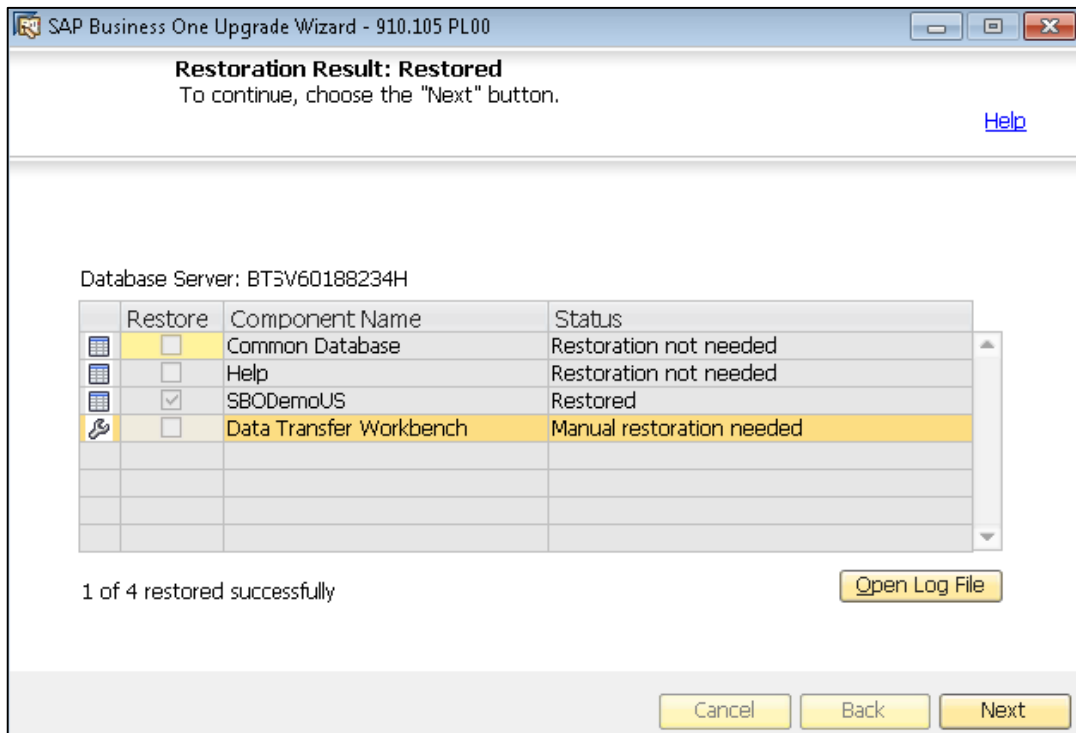 SAP Business One Upgrade Wizard - 910.105 PL00
Restoration Result: Restored
To continue, choose the "Next" button.
Help
Database Server: BTSV60188234H
Restore Component Name Status
Common Database Restoration not needed
Help Restoration not needed
SBODemoUS Restored
Data Transfer Workbench Manual restoration needed
1 of 4 restored successfully
Open Log File
Cancel Back Next